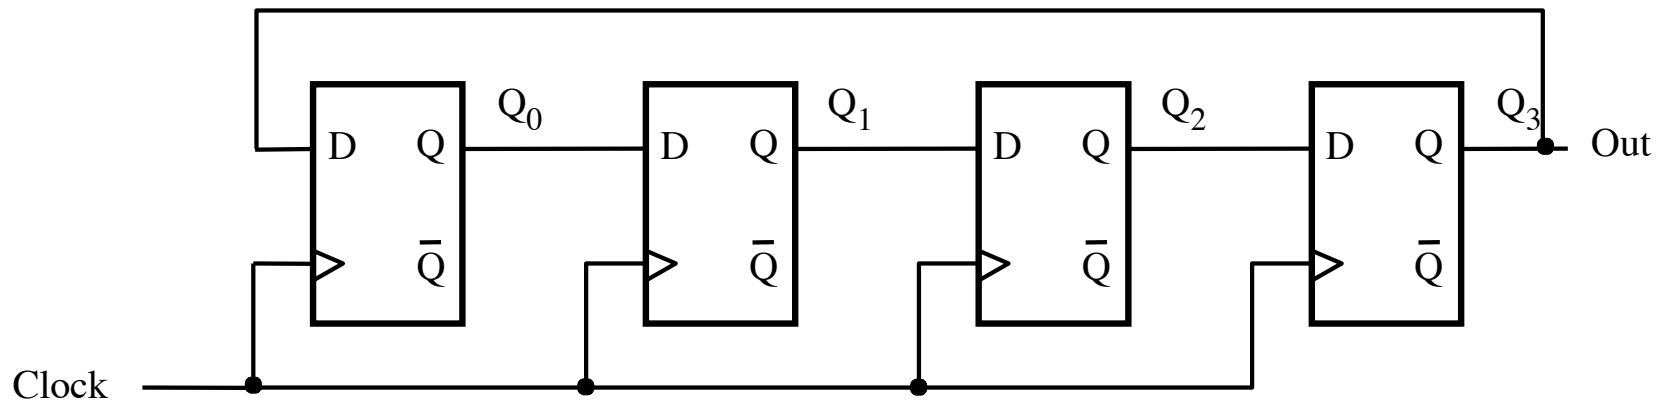 Q₀ Q₁ Q₂ Q₃
D Q D Q D Q D Q Out
Q̅ Q̅ Q̅ Q̅
Clock